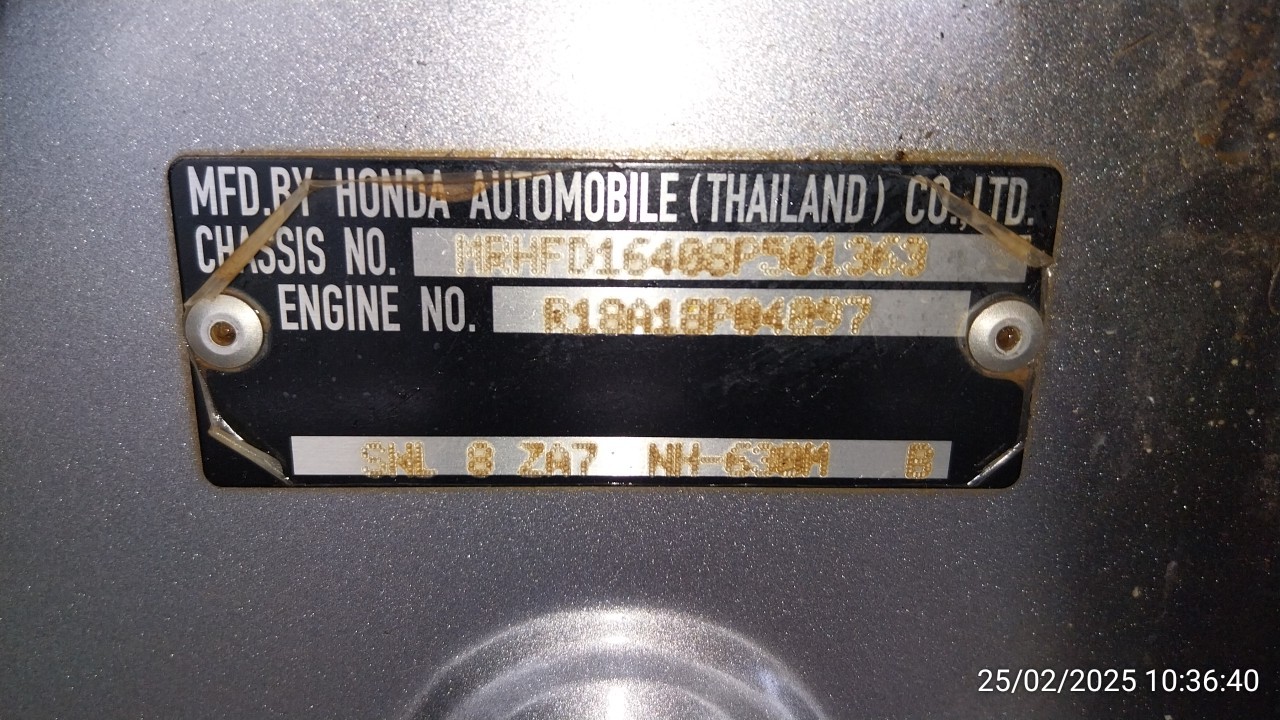 MFD.BY HONDA AUTOMOBILE (THAILAND) CO.,LTD.
CHASSIS NO. MRHFD16408P501363
ENGINE NO. R18A18P04097
SNL 8 ZA7 NH-630M 0
25/02/2025 10:36:40